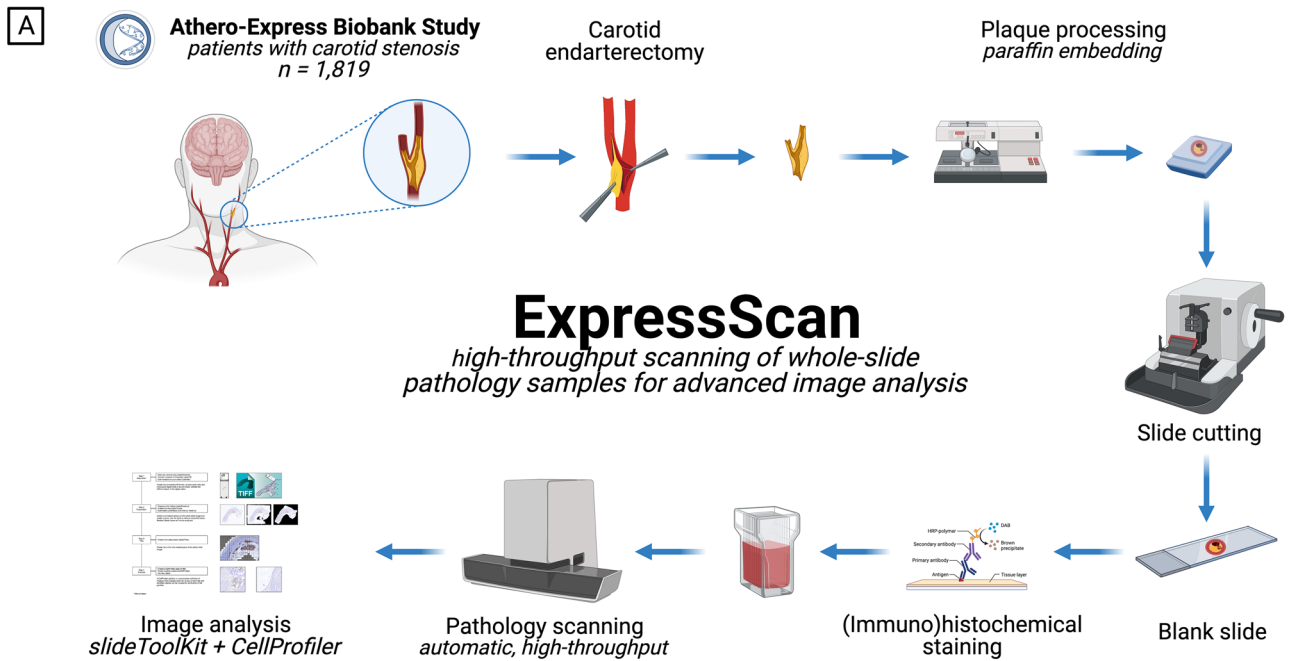 A
Athero-Express Biobank Study
patients with carotid stenosis
n = 1,819
Carotid
endarterectomy
Plaque processing
paraffin embedding
ExpressScan
high-throughput scanning of whole-slide
pathology samples for advanced image analysis
Slide cutting
TIFF
HRP-polymer
DAB
Secondary antibody
Brown
precipitate
Primary antibody
Antigen
Tissue layer
Image analysis
slideToolKit + CellProfiler
Pathology scanning
automatic, high-throughput
(Immuno)histochemical
staining
Blank slide